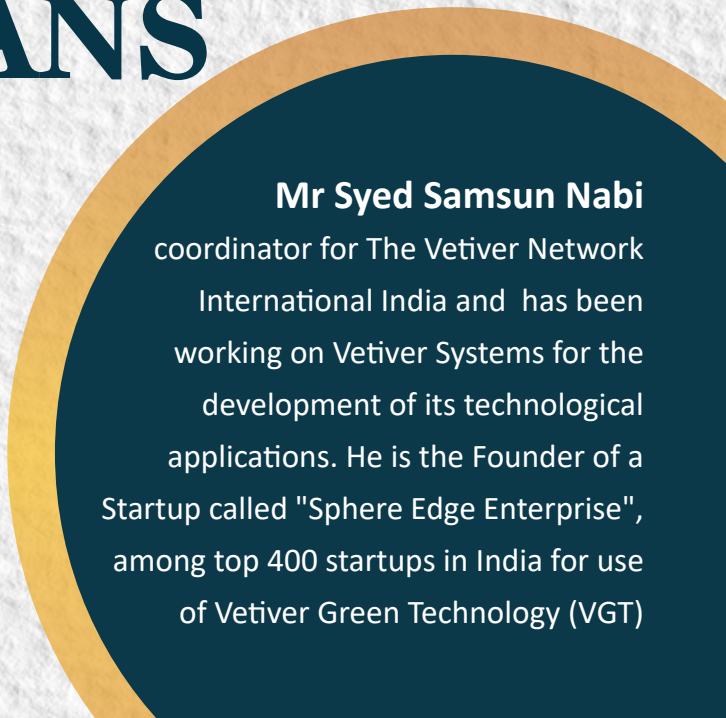 ANS
Mr Syed Samsun Nabi
coordinator for The Vetiver Network
International India and  has been
working on Vetiver Systems for the
development of its technological
applications. He is the Founder of a
Startup called "Sphere Edge Enterprise",
among top 400 startups in India for use
of Vetiver Green Technology (VGT)